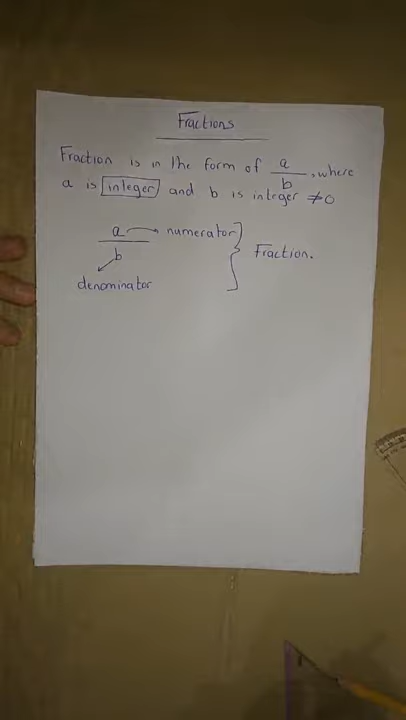 Fractions
Fraction is in the form of a/b, where
a is integer and b is integer ≠0
a → numerator
b
Fraction.
denominator